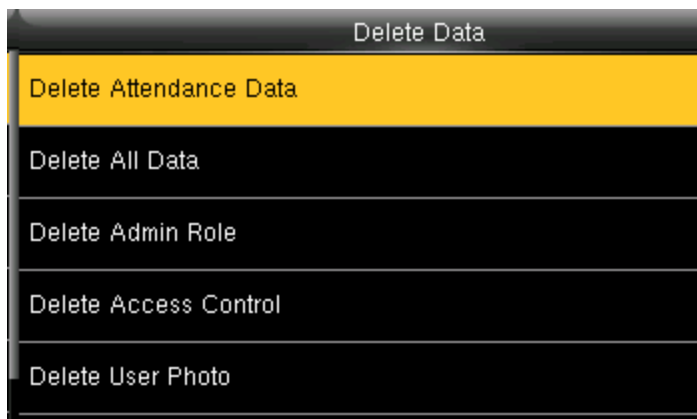 Delete Data
Delete Attendance Data
Delete All Data
Delete Admin Role
Delete Access Control
Delete User Photo